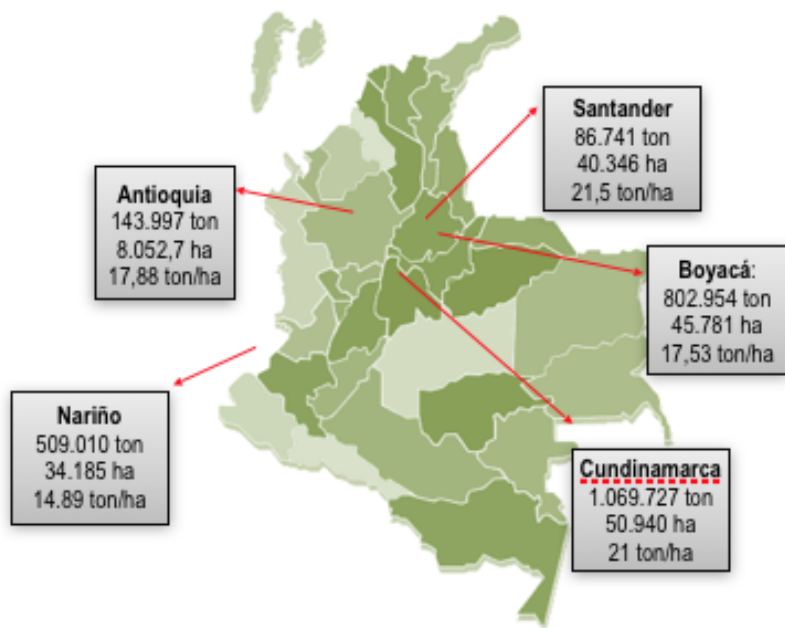 Santander
86.741 ton
40.346 ha
21,5 ton/ha
Antioquia
143.997 ton
8.052,7 ha
17,88 ton/ha
Boyacá:
802.954 ton
45.781 ha
17,53 ton/ha
Nariño
509.010 ton
34.185 ha
14.89 ton/ha
Cundinamarca
1.069.727 ton
50.940 ha
21 ton/ha